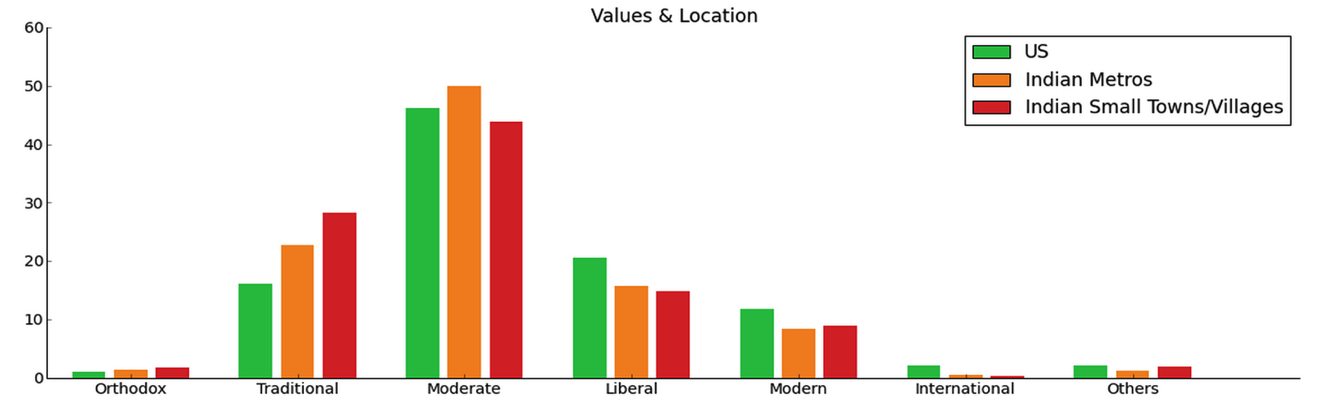 Values & Location
60
50
40
30
20
10
0
US
Indian Metros
Indian Small Towns/Villages
Orthodox Traditional Moderate Liberal Modern International Others